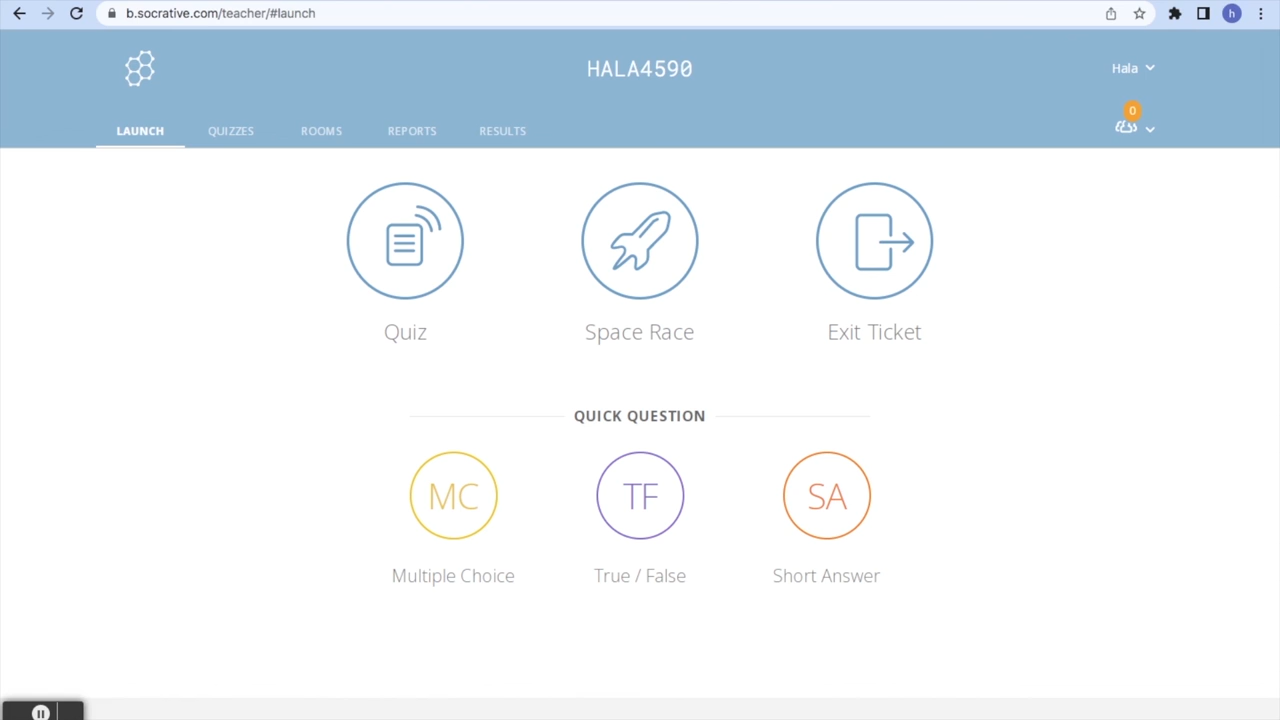 b.socrative.com/teacher/#launch
h
HALA4590
Hala
0
LAUNCH QUIZZES ROOMS REPORTS RESULTS
Quiz Space Race Exit Ticket
QUICK QUESTION
MC TF SA
Multiple Choice True / False Short Answer